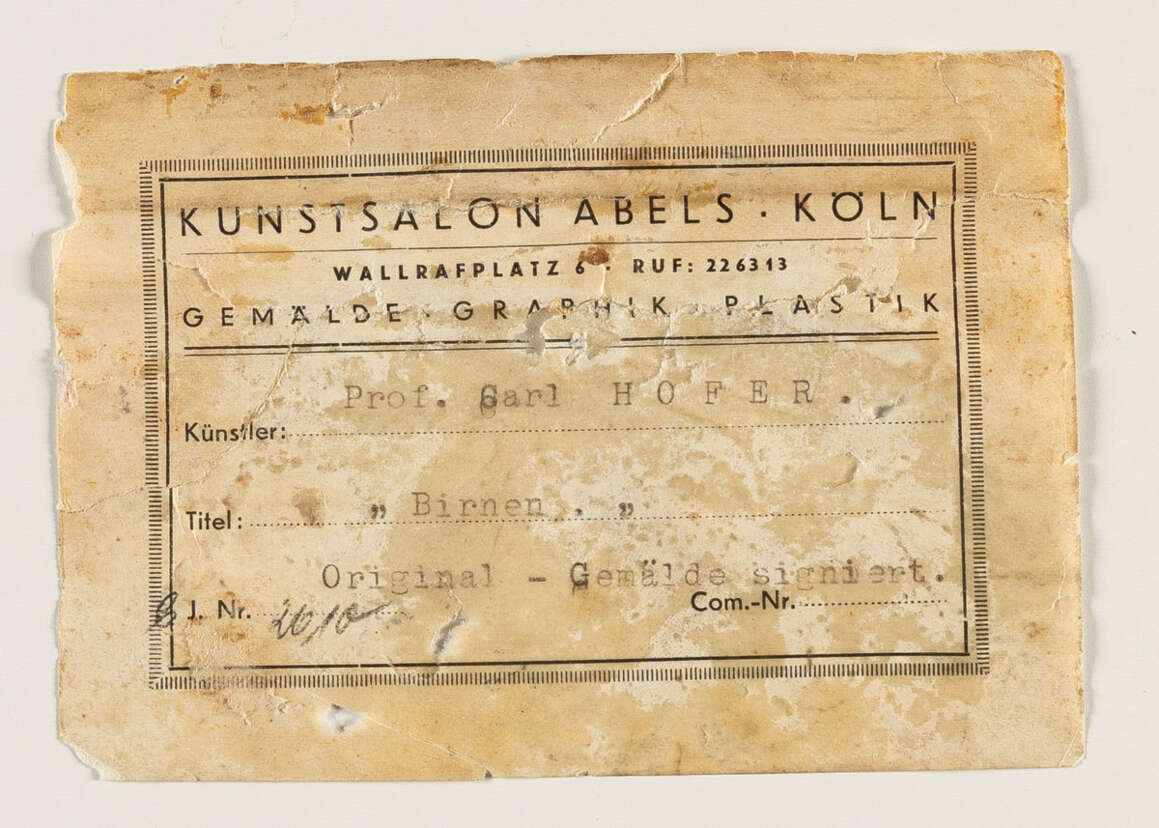 KUNSTSALON ABELS · KÖLN
WALLRAFPLATZ 6 · RUF: 226313
GEMÄLDE · GRAPHIK · PLASTIK
Künstler: Prof. Carl HOFER.
Titel: „ Birnen . „
Original - Gemälde signiert.
J. Nr. 2610 Com.-Nr.